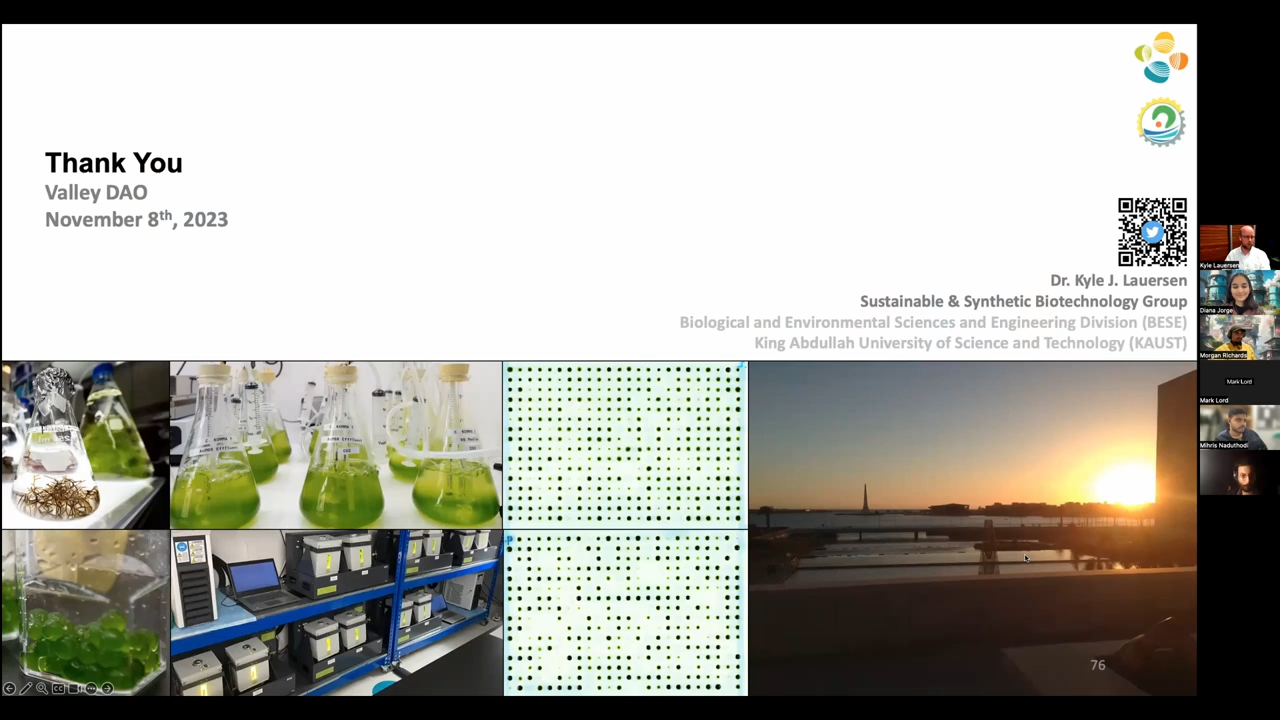 Thank You
Valley DAO
November 8th, 2023
Dr. Kyle J. Lauersen
Sustainable & Synthetic Biotechnology Group
Biological and Environmental Sciences and Engineering Division (BESE)
King Abdullah University of Science and Technology (KAUST)
76
Kyle Lauersen
Diana Jorge
Morgan Richards
Mark Lord
Mark Lord
Mihris Naduthodi